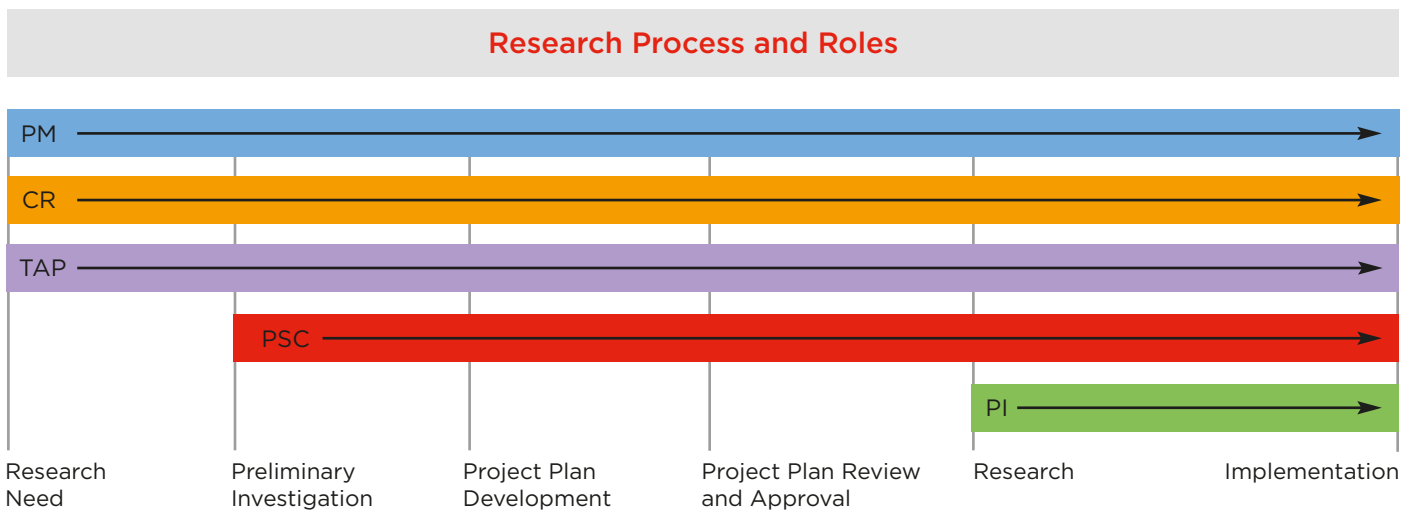 Research Process and Roles
PM
CR
TAP
PSC
PI
Research
Need
Preliminary
Investigation
Project Plan
Development
Project Plan Review
and Approval
Research
Implementation